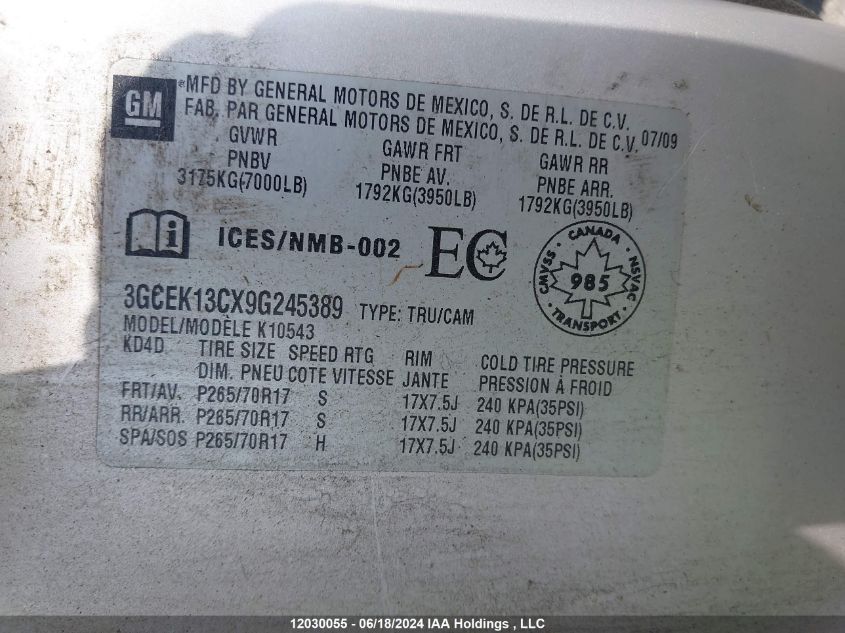 GM
*MFD BY GENERAL MOTORS DE MEXICO, S. DE R.L. DE C.V.
FAB. PAR GENERAL MOTORS DE MEXICO, S. DE R.L. DE C.V. 07/09
GVWR GAWR FRT GAWR RR
PNBV PNBE AV. PNBE ARR.
3175KG(7000LB) 1792KG(3950LB) 1792KG(3950LB)
i ICES/NMB-002 EC
CANADA
CMVSS 985 NSVAC
TRANSPORT
3GCEK13CX9G245389 TYPE: TRU/CAM
MODEL/MODÈLE K10543
KD4D TIRE SIZE SPEED RTG RIM COLD TIRE PRESSURE
DIM. PNEU COTE VITESSE JANTE PRESSION À FROID
FRT/AV. P265/70R17 S 17X7.5J 240 KPA(35PSI)
RR/ARR. P265/70R17 S 17X7.5J 240 KPA(35PSI)
SPA/SOS P265/70R17 H 17X7.5J 240 KPA(35PSI)
12030055 - 06/18/2024 IAA Holdings , LLC